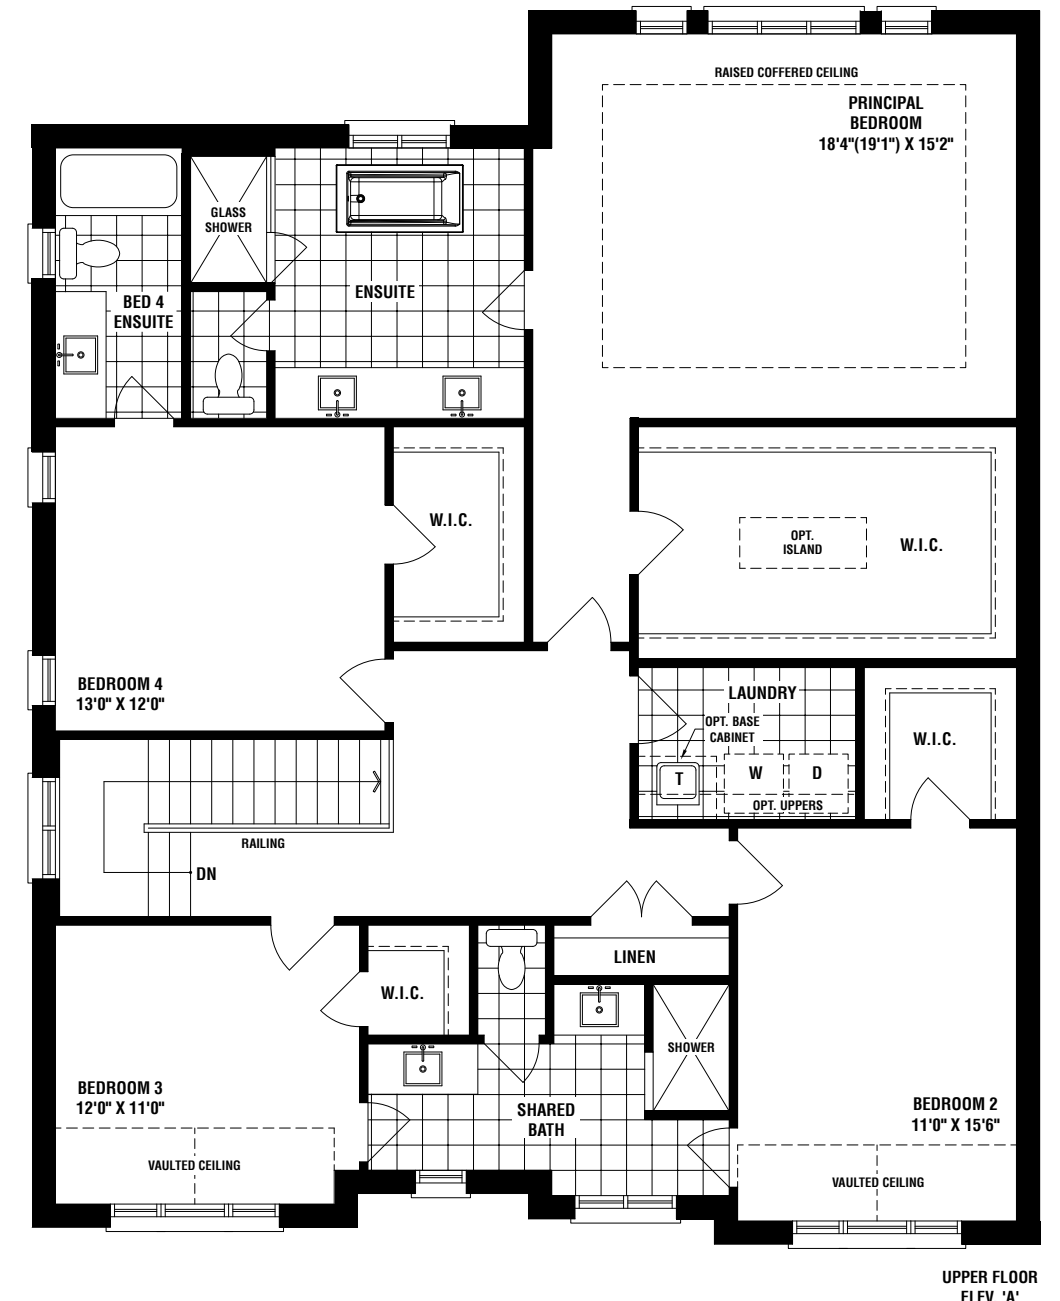 RAISED COFFERED CEILING
PRINCIPAL
BEDROOM
18'4"(19'1") X 15'2"
GLASS
SHOWER
ENSUITE
BED 4
ENSUITE
W.I.C.
OPT.
ISLAND
W.I.C.
BEDROOM 4
13'0" X 12'0"
LAUNDRY
OPT. BASE
CABINET
T
W
D
OPT. UPPERS
W.I.C.
RAILING
DN
LINEN
W.I.C.
SHOWER
BEDROOM 3
12'0" X 11'0"
SHARED
BATH
BEDROOM 2
11'0" X 15'6"
VAULTED CEILING
VAULTED CEILING
UPPER FLOOR
ELEV. 'A'